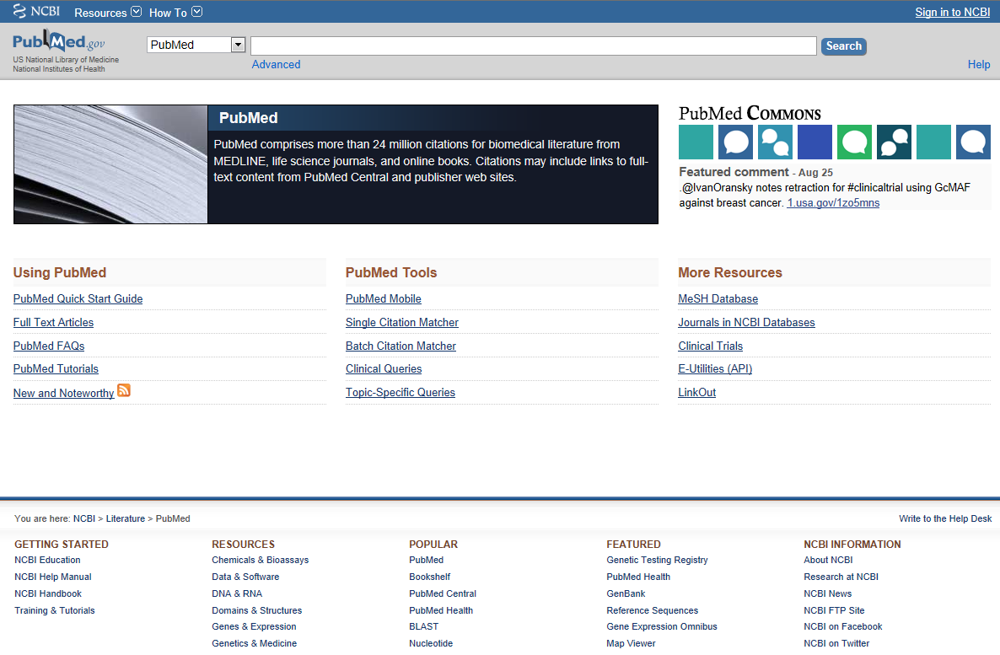 NCBI Resources How To Sign in to NCBI
PubMed.gov
US National Library of Medicine
National Institutes of Health
PubMed
Search
Advanced
Help
PubMed
PubMed comprises more than 24 million citations for biomedical literature from
MEDLINE, life science journals, and online books. Citations may include links to full-
text content from PubMed Central and publisher web sites.
PubMed Commons
Featured comment - Aug 25
.@IvanOransky notes retraction for #clinicaltrial using GcMAF
against breast cancer. 1.usa.gov/1zo5mns
Using PubMed
PubMed Quick Start Guide
Full Text Articles
PubMed FAQs
PubMed Tutorials
New and Noteworthy
PubMed Tools
PubMed Mobile
Single Citation Matcher
Batch Citation Matcher
Clinical Queries
Topic-Specific Queries
More Resources
MeSH Database
Journals in NCBI Databases
Clinical Trials
E-Utilities (API)
LinkOut
You are here: NCBI > Literature > PubMed
Write to the Help Desk
GETTING STARTED
NCBI Education
NCBI Help Manual
NCBI Handbook
Training & Tutorials
RESOURCES
Chemicals & Bioassays
Data & Software
DNA & RNA
Domains & Structures
Genes & Expression
Genetics & Medicine
POPULAR
PubMed
Bookshelf
PubMed Central
PubMed Health
BLAST
Nucleotide
FEATURED
Genetic Testing Registry
PubMed Health
GenBank
Reference Sequences
Gene Expression Omnibus
Map Viewer
NCBI INFORMATION
About NCBI
Research at NCBI
NCBI News
NCBI FTP Site
NCBI on Facebook
NCBI on Twitter